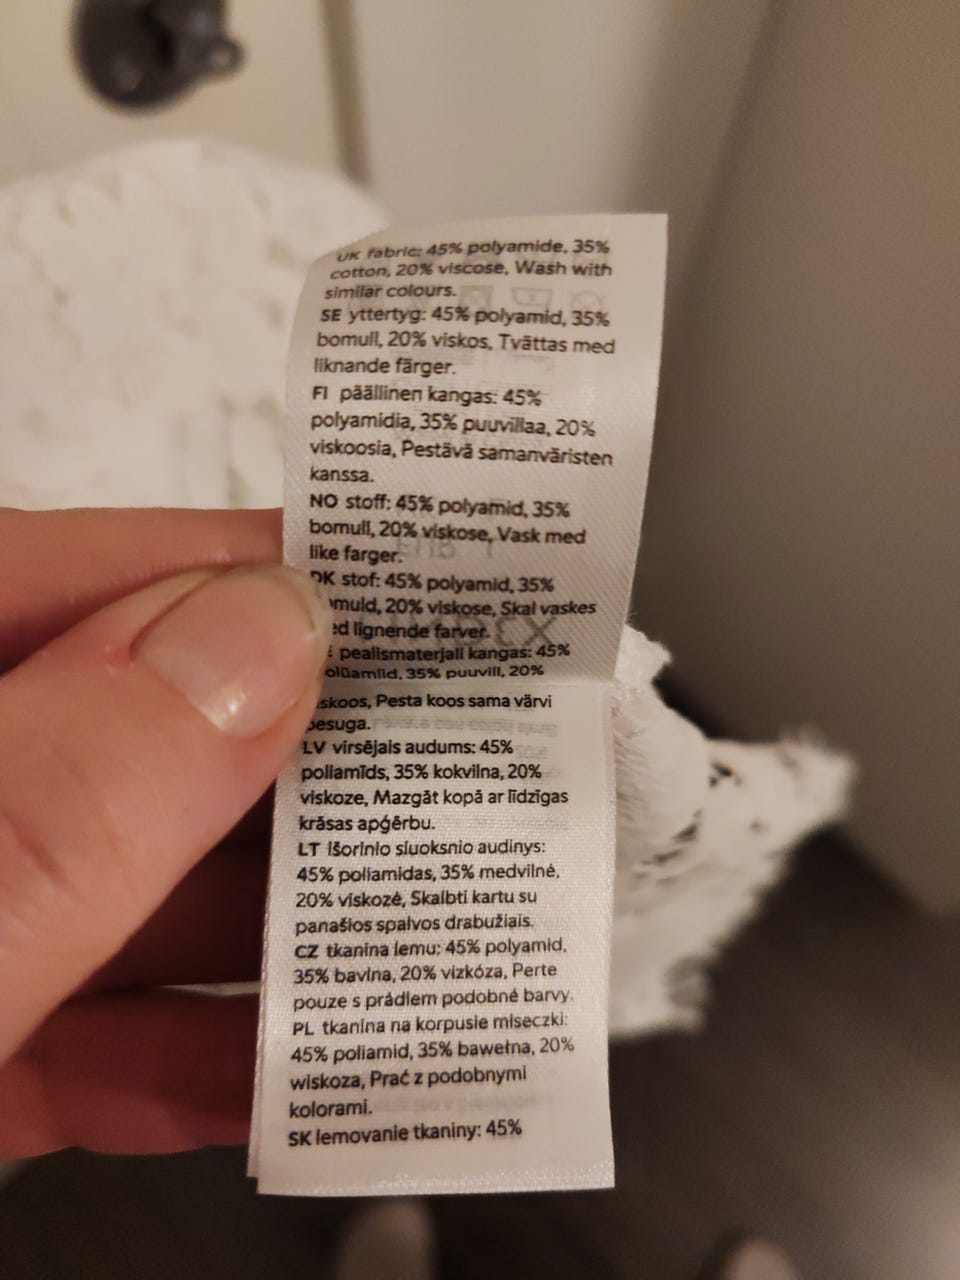 UK fabric: 45% polyamide, 35%
cotton, 20% viscose, Wash with
similar colours.
SE yttertyg: 45% polyamid, 35%
bomull, 20% viskos, Tvättas med
liknande färger.
FI päällinen kangas: 45%
polyamidia, 35% puuvillaa, 20%
viskoosia, Pestävä samanväristen
kanssa.
NO stoff: 45% polyamid, 35%
bomull, 20% viskose, Vask med
like farger.
DK stof: 45% polyamid, 35%
omuld, 20% viskose, Skal vaskes
ed lignende farver.
pealismaterjali kangas: 45%
olüamiid, 35% puuvill, 20%
iskoos, Pesta koos sama värvi
pesuga.
LV virsējais audums: 45%
poliamīds, 35% kokvilna, 20%
viskoze, Mazgāt kopā ar līdzīgas
krāsas apģērbu.
LT išorinio sluoksnio audinys:
45% poliamidas, 35% medvilnė,
20% viskozė, Skalbti kartu su
panašios spalvos drabužiais.
CZ tkanina lemu: 45% polyamid,
35% bavlna, 20% vizkóza, Perte
pouze s prádlem podobné barvy.
PL tkanina na korpusie miseczki:
45% poliamid, 35% bawełna, 20%
wiskoza, Prać z podobnymi
kolorami.
SK lemovanie tkaniny: 45%